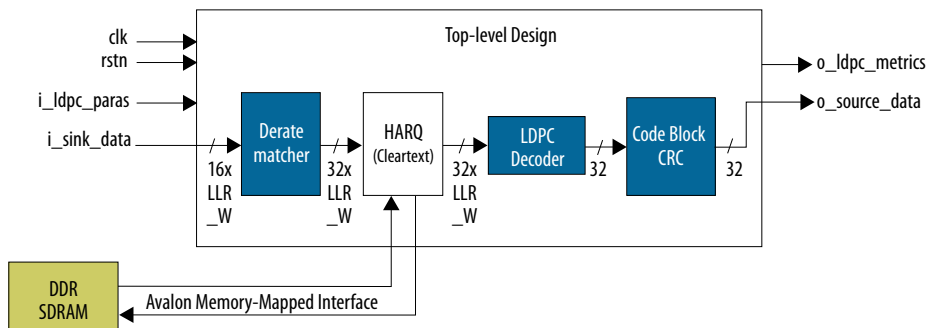 Top-level Design
clk
rstn
i_ldpc_paras
i_sink_data
o_ldpc_metrics
o_source_data
Derate
matcher
HARQ
(Cleartext)
LDPC
Decoder
Code Block
CRC
16x
LLR
_W
32x
LLR
_W
32x
LLR
_W
32
32
DDR
SDRAM
Avalon Memory-Mapped Interface